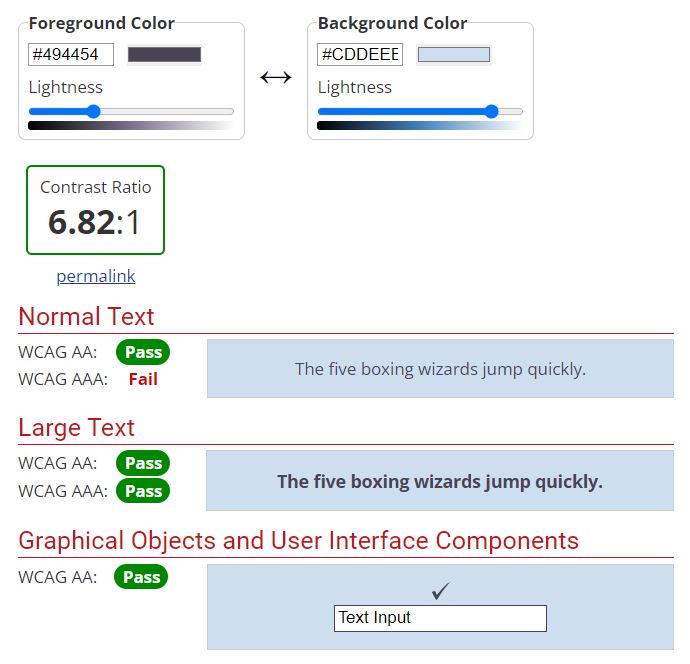 Foreground Color
#494454
Lightness
Background Color
#CDDEEE
Lightness
Contrast Ratio
6.82:1
permalink
Normal Text
WCAG AA: Pass
WCAG AAA: Fail
The five boxing wizards jump quickly.
Large Text
WCAG AA: Pass
WCAG AAA: Pass
The five boxing wizards jump quickly.
Graphical Objects and User Interface Components
WCAG AA: Pass
✓
Text Input